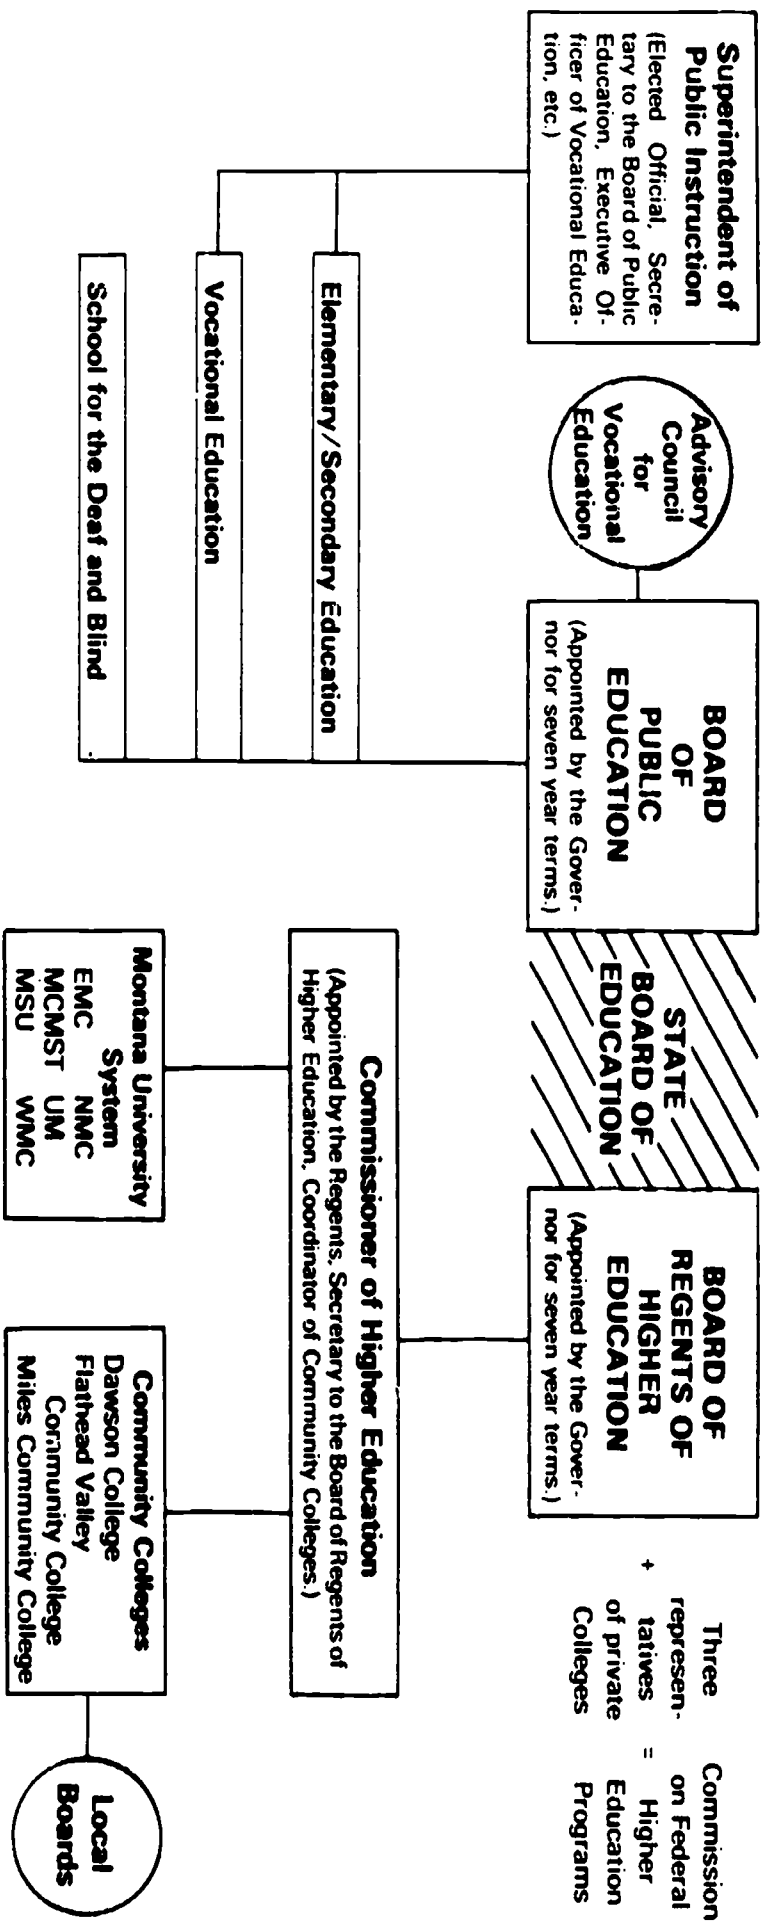 Superintendent of
Public Instruction
(Elected Official, Secre-
tary to the Board of Public
Education, Executive Of-
ficer of Vocational Educa-
tion, etc.)
Advisory
Council
for
Vocational
Education
BOARD
OF
PUBLIC
EDUCATION
(Appointed by the Gover-
nor for seven year terms.)
STATE
BOARD OF
EDUCATION
BOARD OF
REGENTS OF
HIGHER
EDUCATION
(Appointed by the Gover-
nor for seven year terms.)
+
Three
represen-
tatives
of private
Colleges
=
Commission
on Federal
Higher
Education
Programs
Elementary/Secondary Education
Vocational Education
School for the Deaf and Blind
Commissioner of Higher Education
(Appointed by the Regents, Secretary to the Board of Regents of
Higher Education, Coordinator of Community Colleges.)
Montana University
System
EMC NMC
MCMST UM
MSU WMC
Community Colleges
Dawson College
Flathead Valley
Community College
Miles Community College
Local
Boards